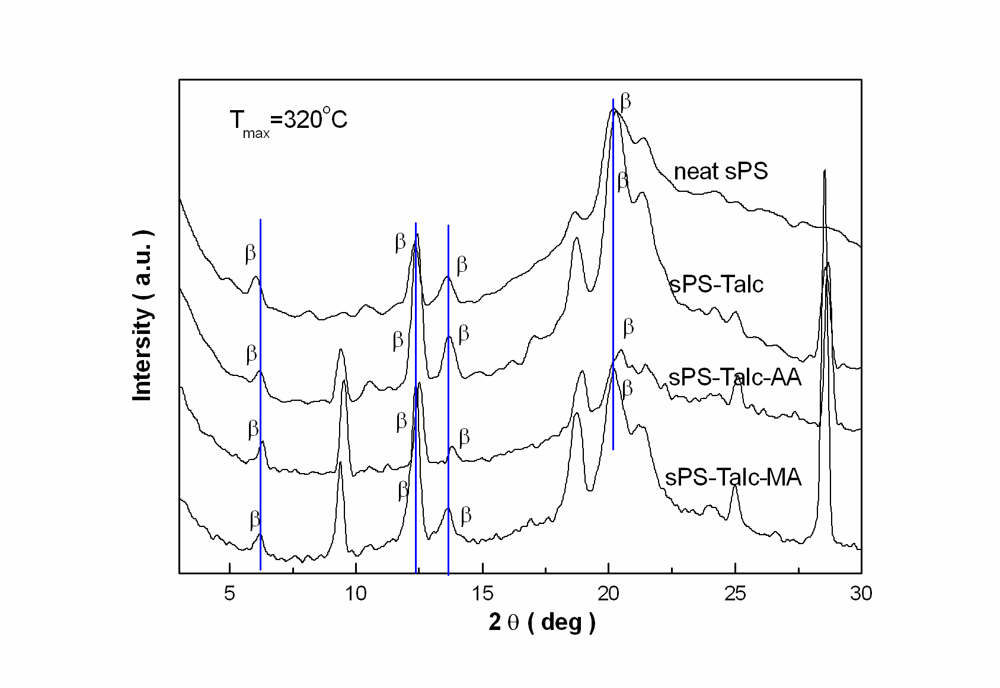 T_max=320°C
β
neat sPS
β
β
β
β
sPS-Talc
β
β
β
β
sPS-Talc-AA
β
β
β
β
sPS-Talc-MA
β
β
β
Intersity ( a.u. )
5 10 15 20 25 30
2 θ ( deg )